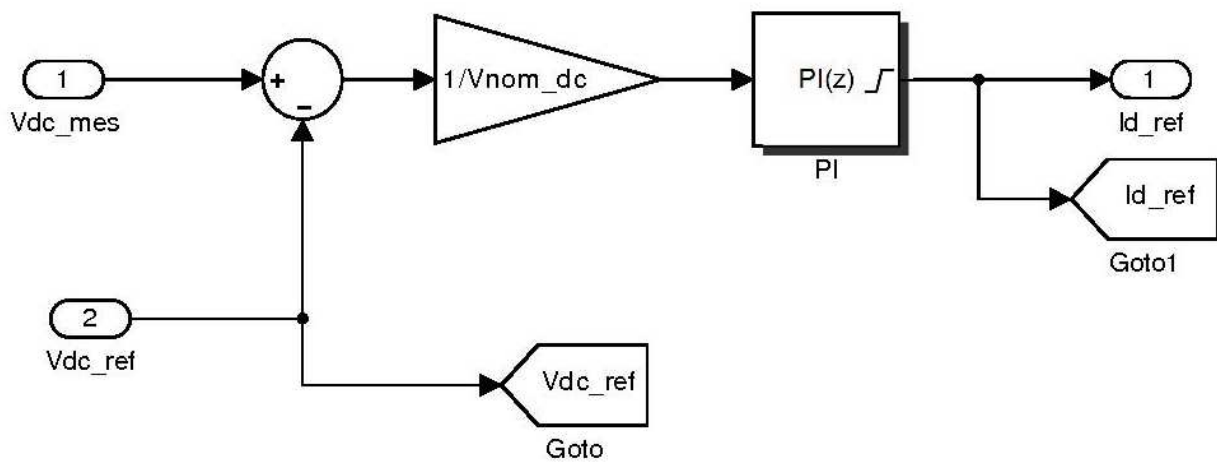 1
Vdc_mes
+
-
1/Vnom_dc
PI(z)
PI
1
Id_ref
Id_ref
Goto1
2
Vdc_ref
Vdc_ref
Goto